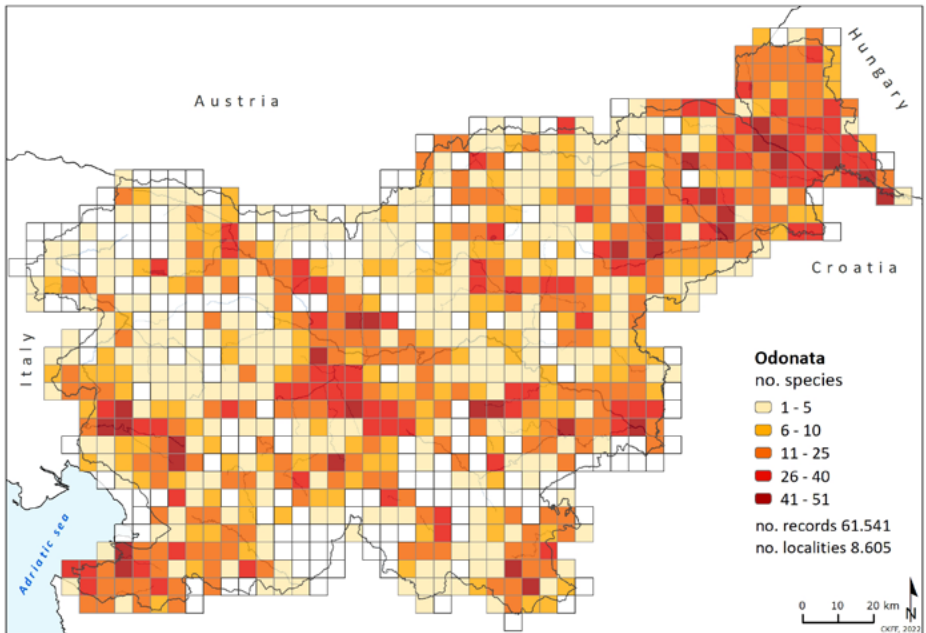 Austria
Hungary
Croatia
Italy
Adriatic sea
Odonata
no. species
1 - 5
6 - 10
11 - 25
26 - 40
41 - 51
no. records 61.541
no. localities 8.605
0 10 20 km
N
CKFF, 2022